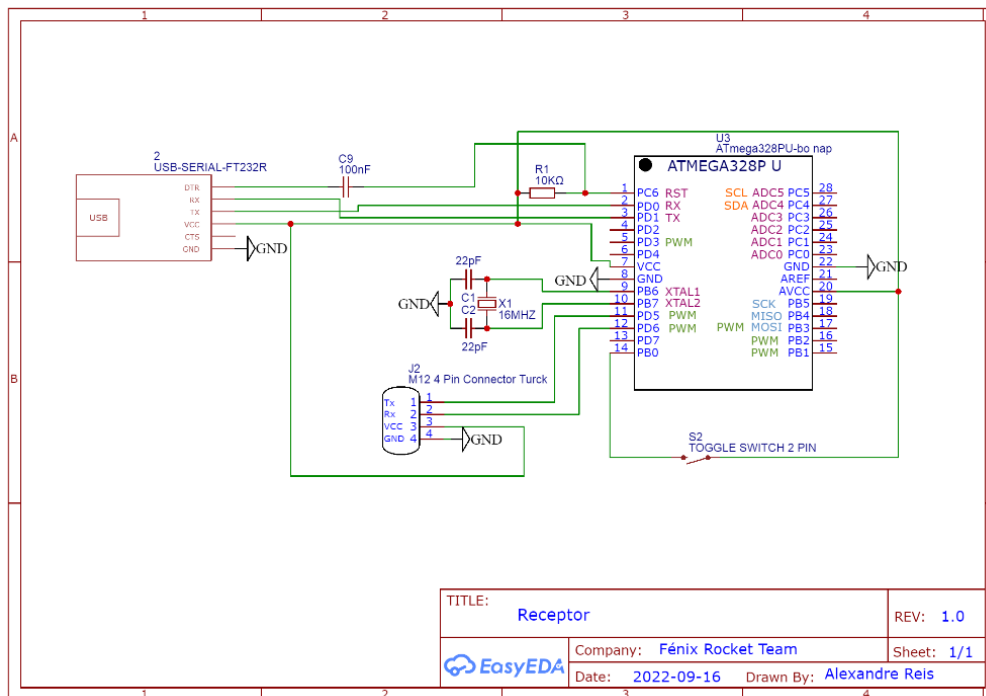 1 2 3 4
A
B
2
USB-SERIAL-FT232R
USB
DTR
RX
TX
VCC
CTS
GND
GND
C9
100nF
R1
10KΩ
U3
ATmega328PU-bo nap
ATMEGA328P U
1 PC6 RST
2 PD0 RX
3 PD1 TX
4 PD2
5 PD3 PWM
6 PD4
7 VCC
8 GND
9 PB6 XTAL1
10 PB7 XTAL2
11 PD5 PWM
12 PD6 PWM
13 PD7
14 PB0
SCL ADC5 PC5 28
SDA ADC4 PC4 27
ADC3 PC3 26
ADC2 PC2 25
ADC1 PC1 24
ADC0 PC0 23
GND 22
AREF 21
AVCC 20
SCK PB5 19
MISO PB4 18
PWM MOSI PB3 17
PWM PB2 16
PWM PB1 15
GND
GND
22pF
GND
C1
C2
X1
16MHZ
22pF
J2
M12 4 Pin Connector Turck
Tx 1 1
Rx 2 2
VCC 3 3
GND 4 4
GND
S2
TOGGLE SWITCH 2 PIN
TITLE:
Receptor
REV: 1.0
EasyEDA
Company: Fénix Rocket Team
Sheet: 1/1
Date: 2022-09-16 Drawn By: Alexandre Reis
1 2 3 4